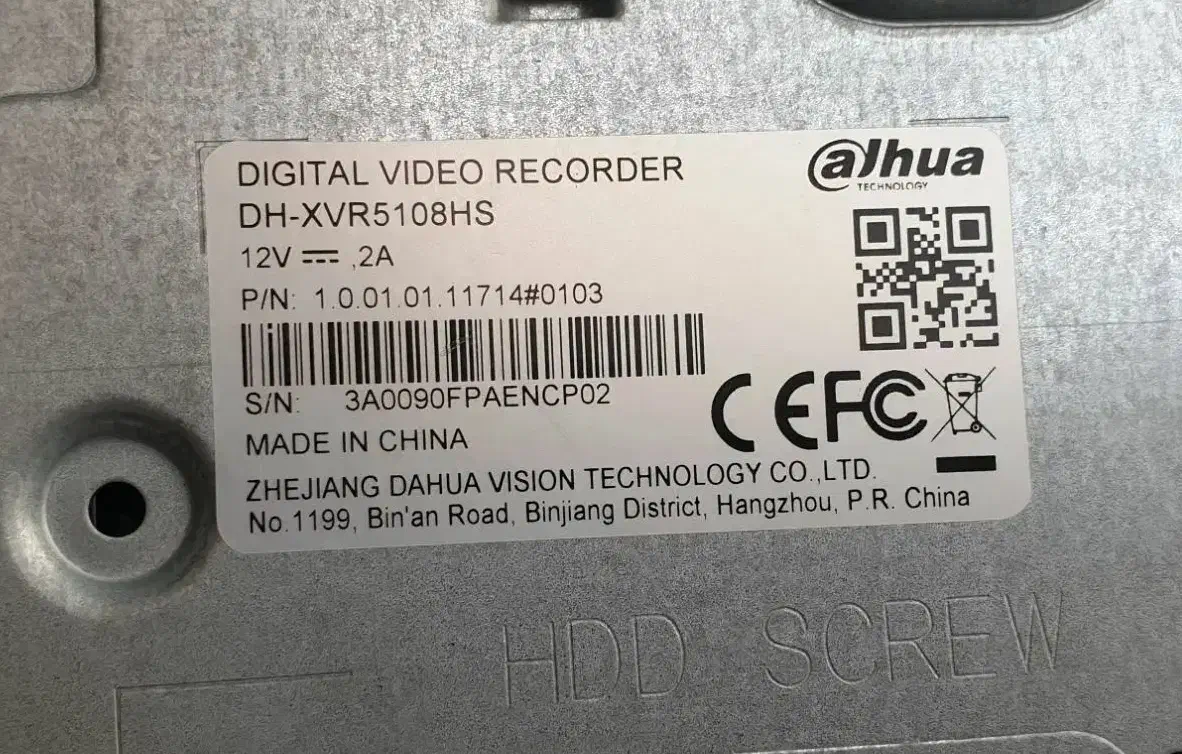 DIGITAL VIDEO RECORDER
alhua
TECHNOLOGY
DH-XVR5108HS
12V ⎓ ,2A
P/N: 1.0.01.01.11714#0103
S/N: 3A0090FPAENCP02
CE FC
MADE IN CHINA
ZHEJIANG DAHUA VISION TECHNOLOGY CO.,LTD.
No.1199, Bin'an Road, Binjiang District, Hangzhou, P.R. China
HDD SCREW